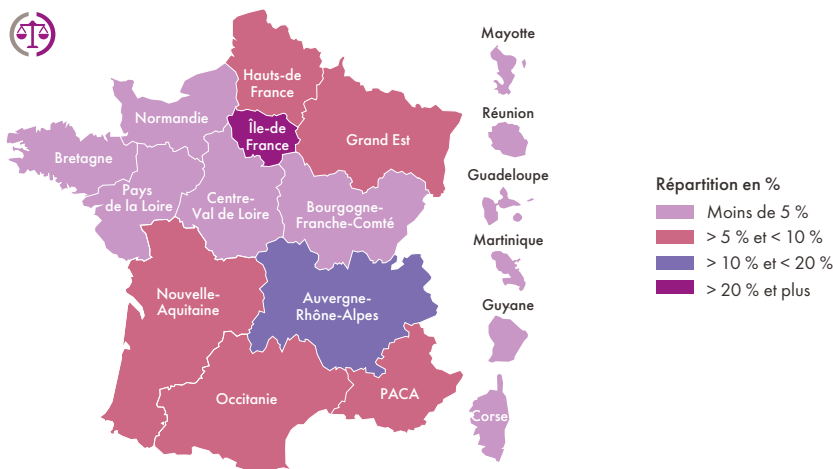 Hauts-de
France
Normandie
Île-de
France
Grand Est
Bretagne
Pays
de la Loire
Centre-
Val de Loire
Bourgogne-
Franche-Comté
Nouvelle-
Aquitaine
Auvergne-
Rhône-Alpes
Occitanie
PACA
Mayotte
Réunion
Guadeloupe
Martinique
Guyane
Corse
Répartition en %
Moins de 5 %
> 5 % et < 10 %
> 10 % et < 20 %
> 20 % et plus